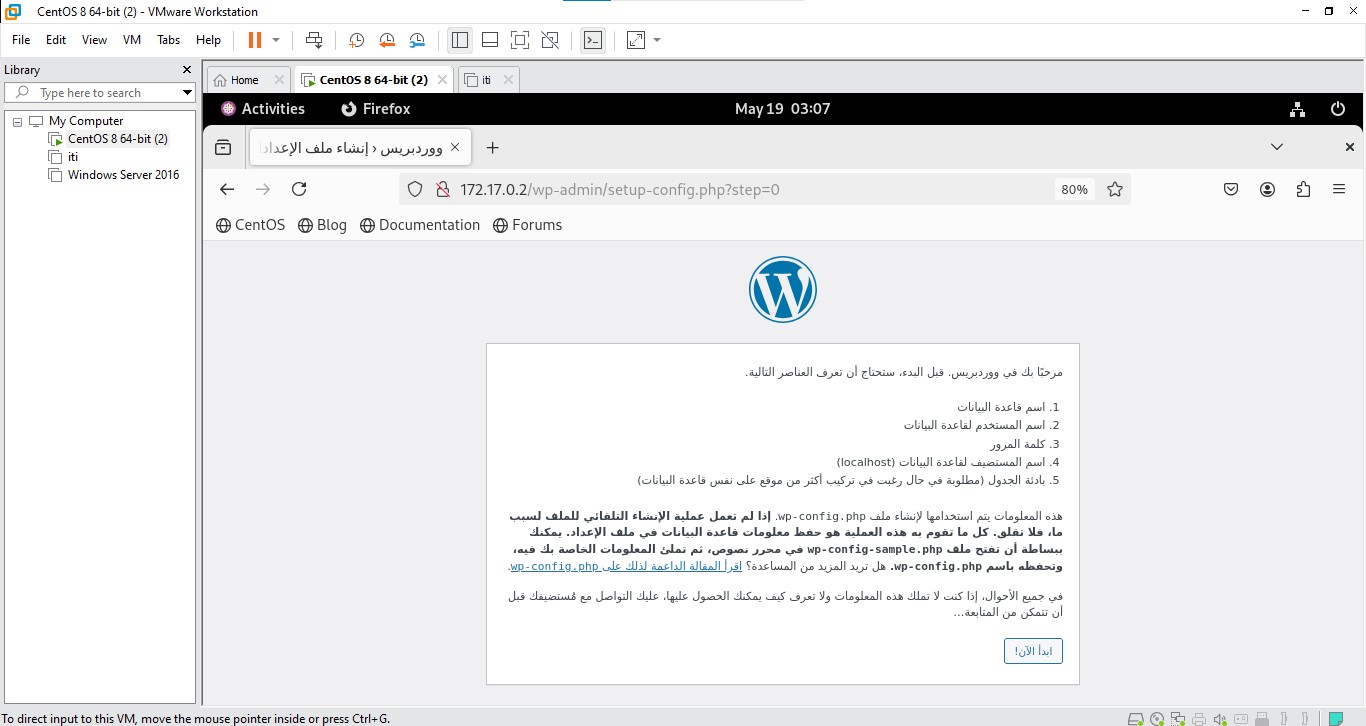 CentOS 8 64-bit (2) - VMware Workstation
File Edit View VM Tabs Help
Library
Type here to search
My Computer
CentOS 8 64-bit (2)
iti
Windows Server 2016
Home
CentOS 8 64-bit (2)
iti
Activities Firefox May 19 03:07
ووردبريس › إنشاء ملف الإعدادا
172.17.0.2/wp-admin/setup-config.php?step=0 80%
CentOS Blog Documentation Forums
مرحبًا بك في ووردبريس. قبل البدء، ستحتاج أن تعرف العناصر التالية.
1. اسم قاعدة البيانات
2. اسم المستخدم لقاعدة البيانات
3. كلمة المرور
4. اسم المستضيف لقاعدة البيانات (localhost)
5. بادئة الجدول (مطلوبة في حال رغبت في تركيب أكثر من موقع على نفس قاعدة البيانات)
هذه المعلومات يتم استخدامها لإنشاء ملف wp-config.php. إذا لم تعمل عملية الإنشاء التلقائي للملف لسبب
ما، فلا تقلق. كل ما تقوم به هذه العملية هو حفظ معلومات قاعدة البيانات في ملف الإعداد. يمكنك
ببساطة أن تفتح ملف wp-config-sample.php في محرر نصوص، ثم تملئ المعلومات الخاصة بك فيه،
وتحفظه باسم wp-config.php. هل تريد المزيد من المساعدة؟ اقرأ المقالة الداعمة لذلك على wp-config.php.
في جميع الأحوال، إذا كنت لا تملك هذه المعلومات ولا تعرف كيف يمكنك الحصول عليها، عليك التواصل مع مُستضيفك قبل
أن تتمكن من المتابعة…
ابدأ الآن!
To direct input to this VM, move the mouse pointer inside or press Ctrl+G.